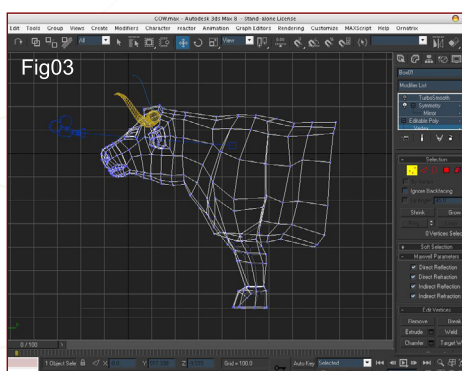 COW.max - Autodesk 3ds Max 8 - Stand-alone License
Edit Tools Group Views Create Modifiers Character reactor Animation Graph Editors Rendering Customize MAXScript Help Ornatrix
All
View
Fig03
Box01
Modifier List
TurboSmooth
Symmetry
Mirror
Editable Poly
Vertex
Selection
Ignore Backfacing
Shrink Grow
0 Vertices Selec
Soft Selection
Maxwell Parameters
Direct Reflection
Direct Refraction
Indirect Reflection
Indirect Refraction
Edit Vertices
Remove Break
Extrude Weld
Chamfer Target W
0 / 100
1 Object Sele X Y Z Grid = 100.0 Auto Key Selected